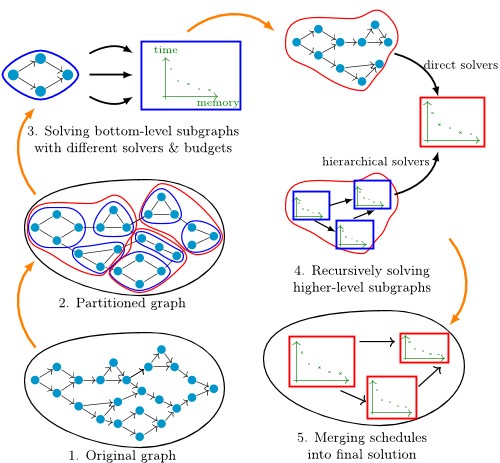 time
memory
3. Solving bottom-level subgraphs
with different solvers & budgets
direct solvers
hierarchical solvers
4. Recursively solving
higher-level subgraphs
2. Partitioned graph
1. Original graph
5. Merging schedules
into final solution